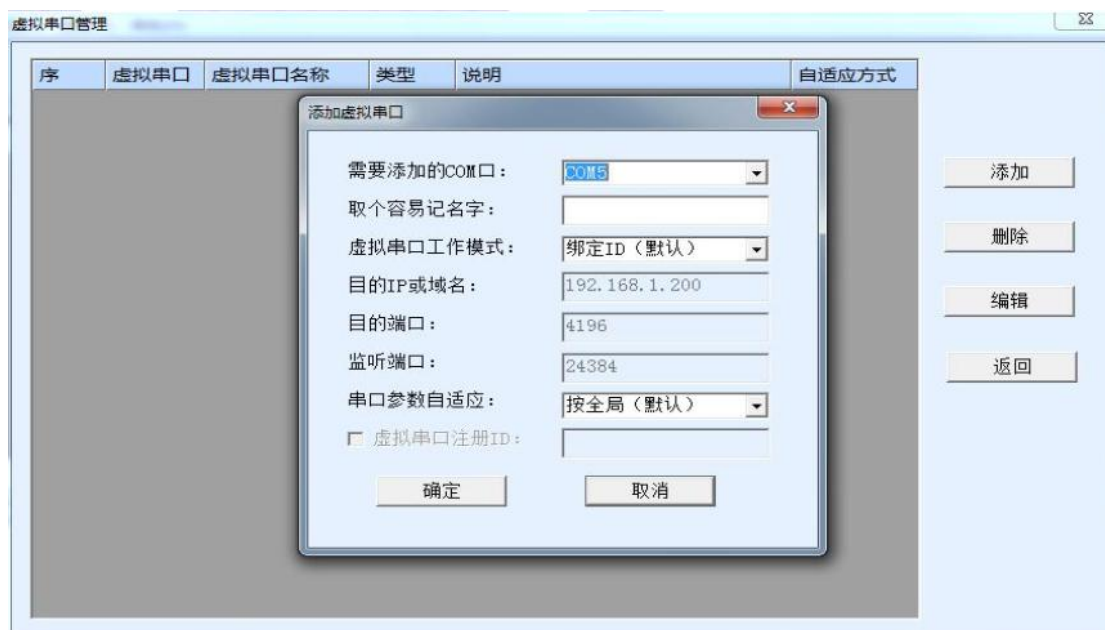 虚拟串口管理
序 虚拟串口 虚拟串口名称 类型 说明 自适应方式
添加虚拟串口
需要添加的COM口： COM5
取个容易记名字：
虚拟串口工作模式： 绑定ID（默认）
目的IP或域名： 192.168.1.200
目的端口： 4196
监听端口： 24384
串口参数自适应： 按全局（默认）
虚拟串口注册ID：
确定 取消
添加
删除
编辑
返回